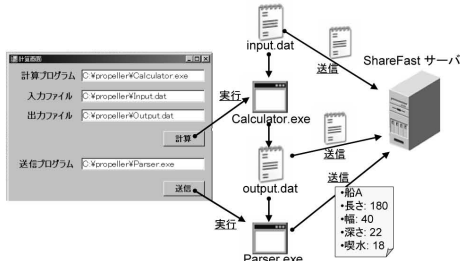 計算画面
計算プログラム C:¥propeller¥Calculator.exe
入力ファイル C:¥propeller¥Input.dat
出力ファイル C:¥propeller¥Output.dat
計算
送信プログラム C:¥propeller¥Parser.exe
送信
input.dat
送信
ShareFast サーバ
実行
Calculator.exe
送信
output.dat
送信
実行
Parser.exe
•船A
•長さ: 180
•幅: 40
•深さ: 22
•喫水: 18